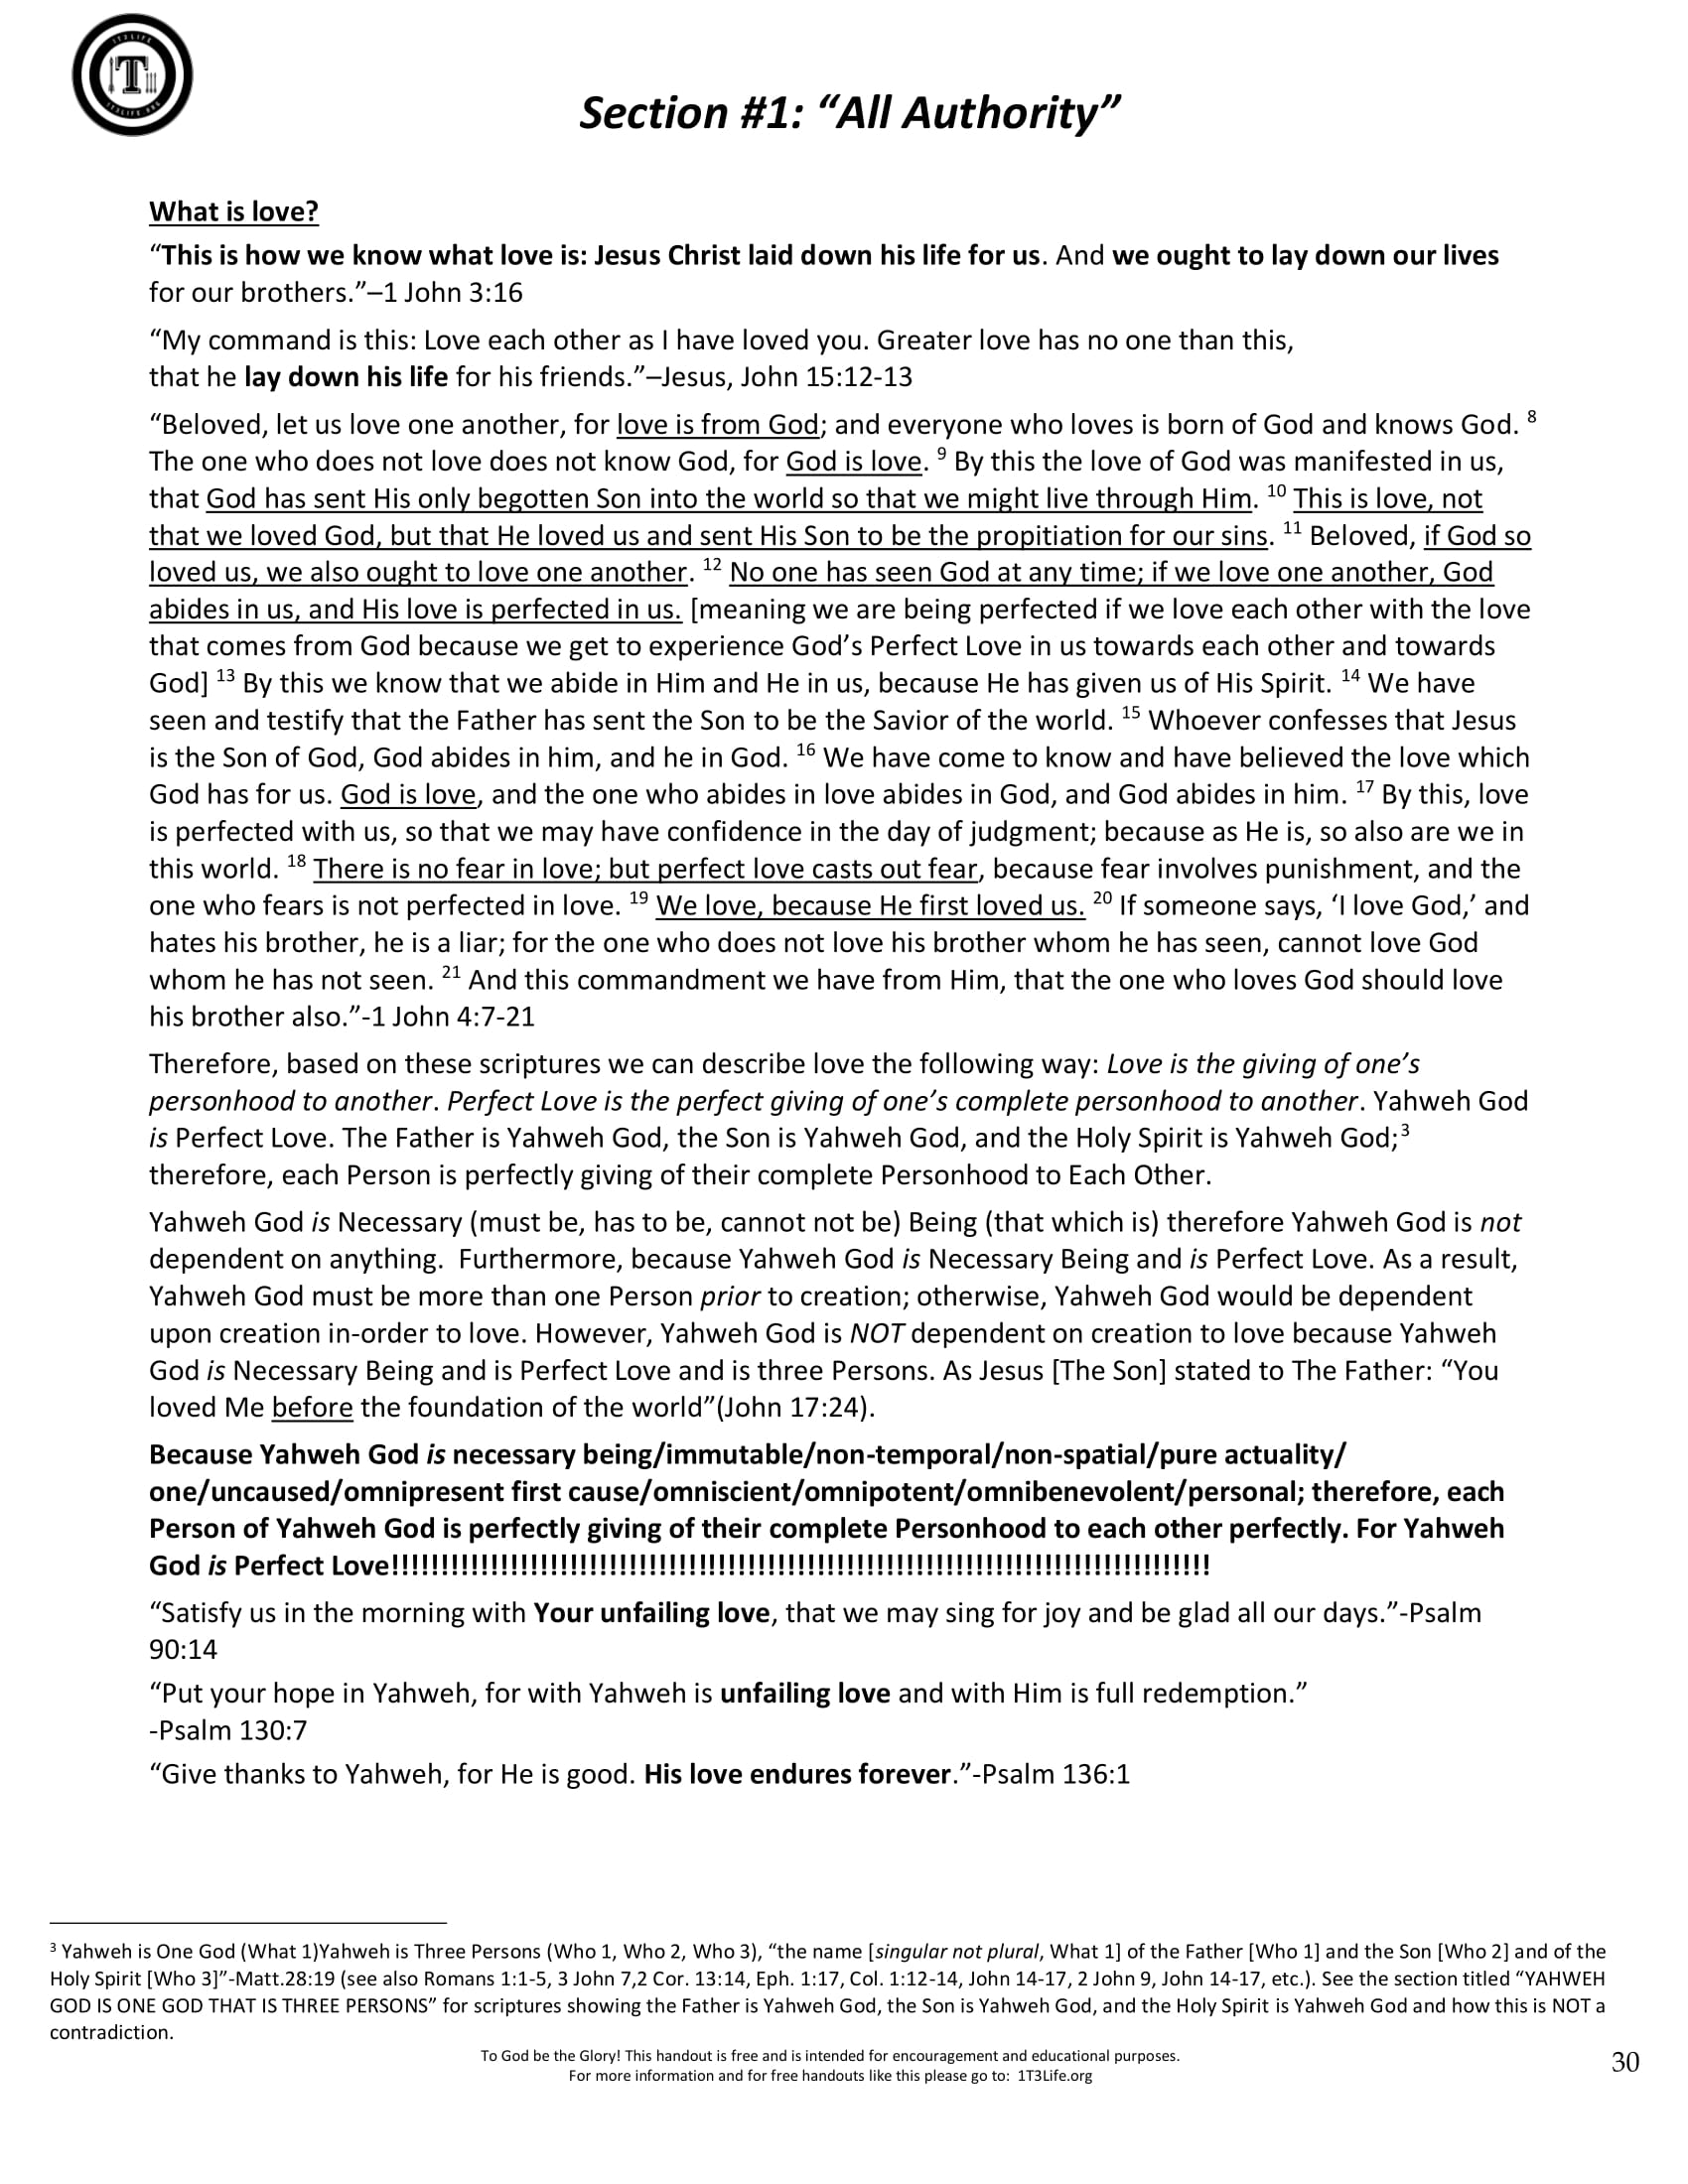 1T3LIFE
T
1T3LIFE.ORG
Section #1: “All Authority”
What is love?
“This is how we know what love is: Jesus Christ laid down his life for us. And we ought to lay down our lives
for our brothers.”–1 John 3:16
“My command is this: Love each other as I have loved you. Greater love has no one than this,
that he lay down his life for his friends.”–Jesus, John 15:12-13
“Beloved, let us love one another, for love is from God; and everyone who loves is born of God and knows God. 8
The one who does not love does not know God, for God is love. 9 By this the love of God was manifested in us,
that God has sent His only begotten Son into the world so that we might live through Him. 10 This is love, not
that we loved God, but that He loved us and sent His Son to be the propitiation for our sins. 11 Beloved, if God so
loved us, we also ought to love one another. 12 No one has seen God at any time; if we love one another, God
abides in us, and His love is perfected in us. [meaning we are being perfected if we love each other with the love
that comes from God because we get to experience God’s Perfect Love in us towards each other and towards
God] 13 By this we know that we abide in Him and He in us, because He has given us of His Spirit. 14 We have
seen and testify that the Father has sent the Son to be the Savior of the world. 15 Whoever confesses that Jesus
is the Son of God, God abides in him, and he in God. 16 We have come to know and have believed the love which
God has for us. God is love, and the one who abides in love abides in God, and God abides in him. 17 By this, love
is perfected with us, so that we may have confidence in the day of judgment; because as He is, so also are we in
this world. 18 There is no fear in love; but perfect love casts out fear, because fear involves punishment, and the
one who fears is not perfected in love. 19 We love, because He first loved us. 20 If someone says, ‘I love God,’ and
hates his brother, he is a liar; for the one who does not love his brother whom he has seen, cannot love God
whom he has not seen. 21 And this commandment we have from Him, that the one who loves God should love
his brother also.”-1 John 4:7-21
Therefore, based on these scriptures we can describe love the following way: Love is the giving of one’s
personhood to another. Perfect Love is the perfect giving of one’s complete personhood to another. Yahweh God
is Perfect Love. The Father is Yahweh God, the Son is Yahweh God, and the Holy Spirit is Yahweh God;3
therefore, each Person is perfectly giving of their complete Personhood to Each Other.
Yahweh God is Necessary (must be, has to be, cannot not be) Being (that which is) therefore Yahweh God is not
dependent on anything.  Furthermore, because Yahweh God is Necessary Being and is Perfect Love. As a result,
Yahweh God must be more than one Person prior to creation; otherwise, Yahweh God would be dependent
upon creation in-order to love. However, Yahweh God is NOT dependent on creation to love because Yahweh
God is Necessary Being and is Perfect Love and is three Persons. As Jesus [The Son] stated to The Father: “You
loved Me before the foundation of the world”(John 17:24).
Because Yahweh God is necessary being/immutable/non-temporal/non-spatial/pure actuality/
one/uncaused/omnipresent first cause/omniscient/omnipotent/omnibenevolent/personal; therefore, each
Person of Yahweh God is perfectly giving of their complete Personhood to each other perfectly. For Yahweh
God is Perfect Love!!!!!!!!!!!!!!!!!!!!!!!!!!!!!!!!!!!!!!!!!!!!!!!!!!!!!!!!!!!!!!!!!!!!!!!!!!!!!!!!!!!
“Satisfy us in the morning with Your unfailing love, that we may sing for joy and be glad all our days.”-Psalm
90:14
“Put your hope in Yahweh, for with Yahweh is unfailing love and with Him is full redemption.”
-Psalm 130:7
“Give thanks to Yahweh, for He is good. His love endures forever.”-Psalm 136:1
3 Yahweh is One God (What 1)Yahweh is Three Persons (Who 1, Who 2, Who 3), “the name [singular not plural, What 1] of the Father [Who 1] and the Son [Who 2] and of the
Holy Spirit [Who 3]”-Matt.28:19 (see also Romans 1:1-5, 3 John 7,2 Cor. 13:14, Eph. 1:17, Col. 1:12-14, John 14-17, 2 John 9, John 14-17, etc.). See the section titled “YAHWEH
GOD IS ONE GOD THAT IS THREE PERSONS” for scriptures showing the Father is Yahweh God, the Son is Yahweh God, and the Holy Spirit is Yahweh God and how this is NOT a
contradiction.
To God be the Glory! This handout is free and is intended for encouragement and educational purposes.
For more information and for free handouts like this please go to:  1T3Life.org
30